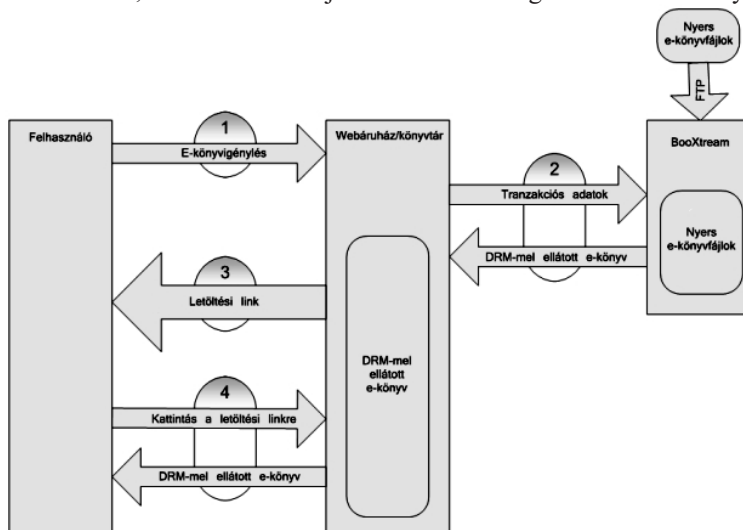 Nyers
e-könyvfájlok
FTP
Felhasználó
1
E-könyvigénylés
Webáruház/könyvtár
BooXtream
2
Tranzakciós adatok
Nyers
e-könyvfájlok
DRM-mel ellátott e-könyv
3
Letöltési link
DRM-mel
ellátott
e-könyv
4
Kattintás a letöltési linkre
DRM-mel ellátott e-könyv